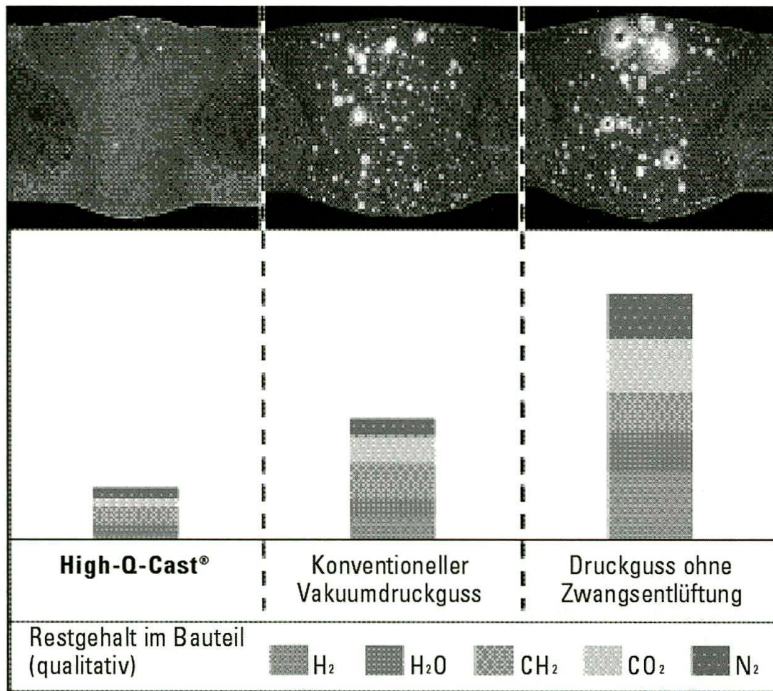 High-Q-Cast®
Konventioneller
Vakuumdruckguss
Druckguss ohne
Zwangsentlüftung
Restgehalt im Bauteil
(qualitativ)
H₂
H₂O
CH₂
CO₂
N₂